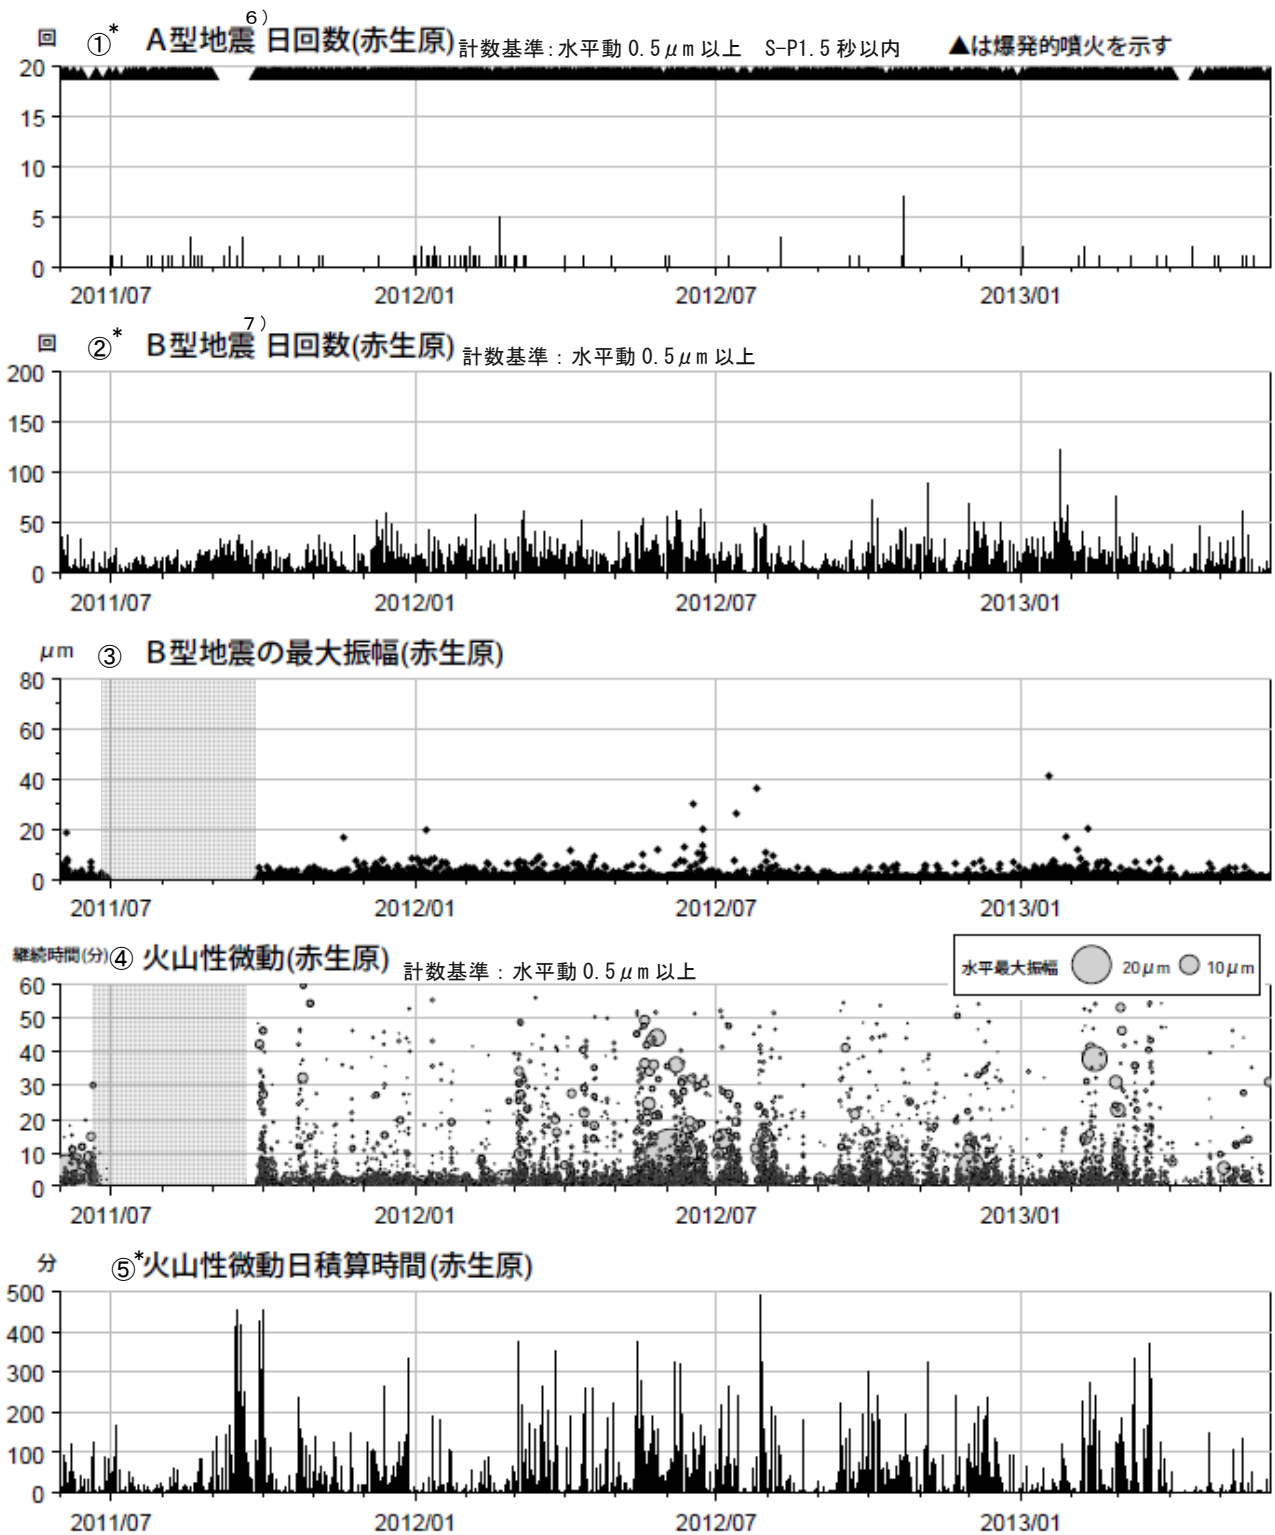 6）
回 ①* A型地震 日回数(赤生原) 計数基準:水平動 0.5μm以上 S-P1.5 秒以内 ▲は爆発的噴火を示す
20
15
10
5
0
2011/07 2012/01 2012/07 2013/01
7）
回 ②* B型地震 日回数(赤生原) 計数基準：水平動 0.5μm以上
200
150
100
50
0
2011/07 2012/01 2012/07 2013/01
μm ③ B型地震の最大振幅(赤生原)
80
60
40
20
0
2011/07 2012/01 2012/07 2013/01
継続時間(分) ④ 火山性微動(赤生原) 計数基準：水平動 0.5μm以上
水平最大振幅 20μm 10μm
60
50
40
30
20
10
0
2011/07 2012/01 2012/07 2013/01
分 ⑤*火山性微動日積算時間(赤生原)
500
400
300
200
100
0
2011/07 2012/01 2012/07 2013/01